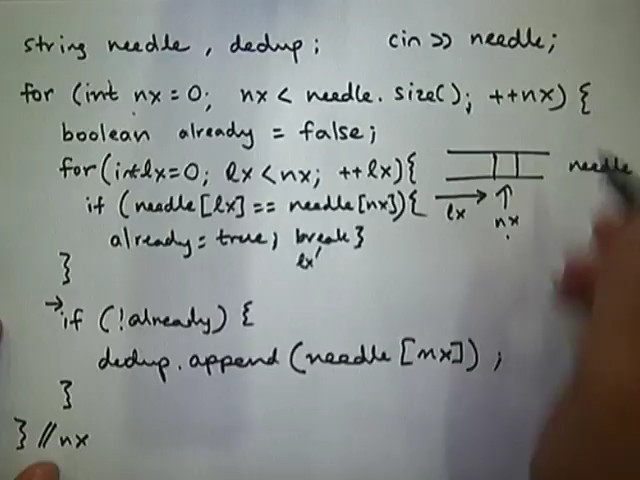 string needle, dedup; cin >> needle;
for (int nx = 0; nx < needle.size(); ++nx) {
boolean already = false;
for (int lx=0; lx < nx; ++lx) {
needle
if (needle[lx] == needle[nx]) {
lx
nx
already = true; break }
lx'
}
if (!already) {
dedup.append (needle [nx]);
}
} // nx